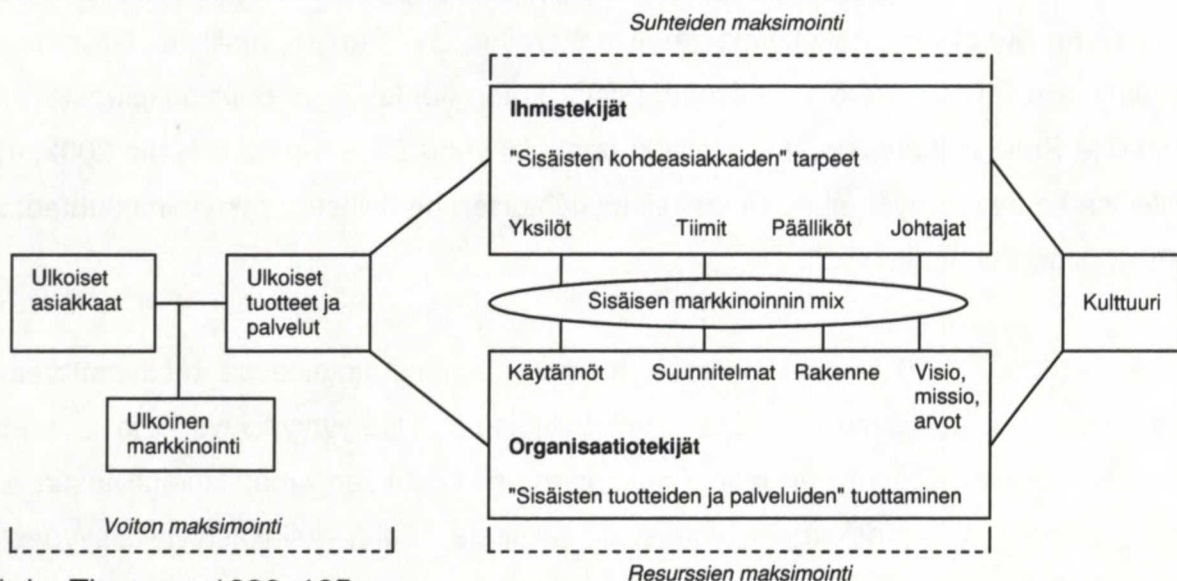 Suhteiden maksimointi
Ihmistekijät
"Sisäisten kohdeasiakkaiden" tarpeet
Yksilöt Tiimit Päälliköt Johtajat
Ulkoiset
asiakkaat
Ulkoiset
tuotteet ja
palvelut
Sisäisen markkinoinnin mix
Kulttuuri
Käytännöt Suunnitelmat Rakenne Visio,
missio,
arvot
Ulkoinen
markkinointi
Organisaatiotekijät
"Sisäisten tuotteiden ja palveluiden" tuottaminen
Voiton maksimointi
Resurssien maksimointi